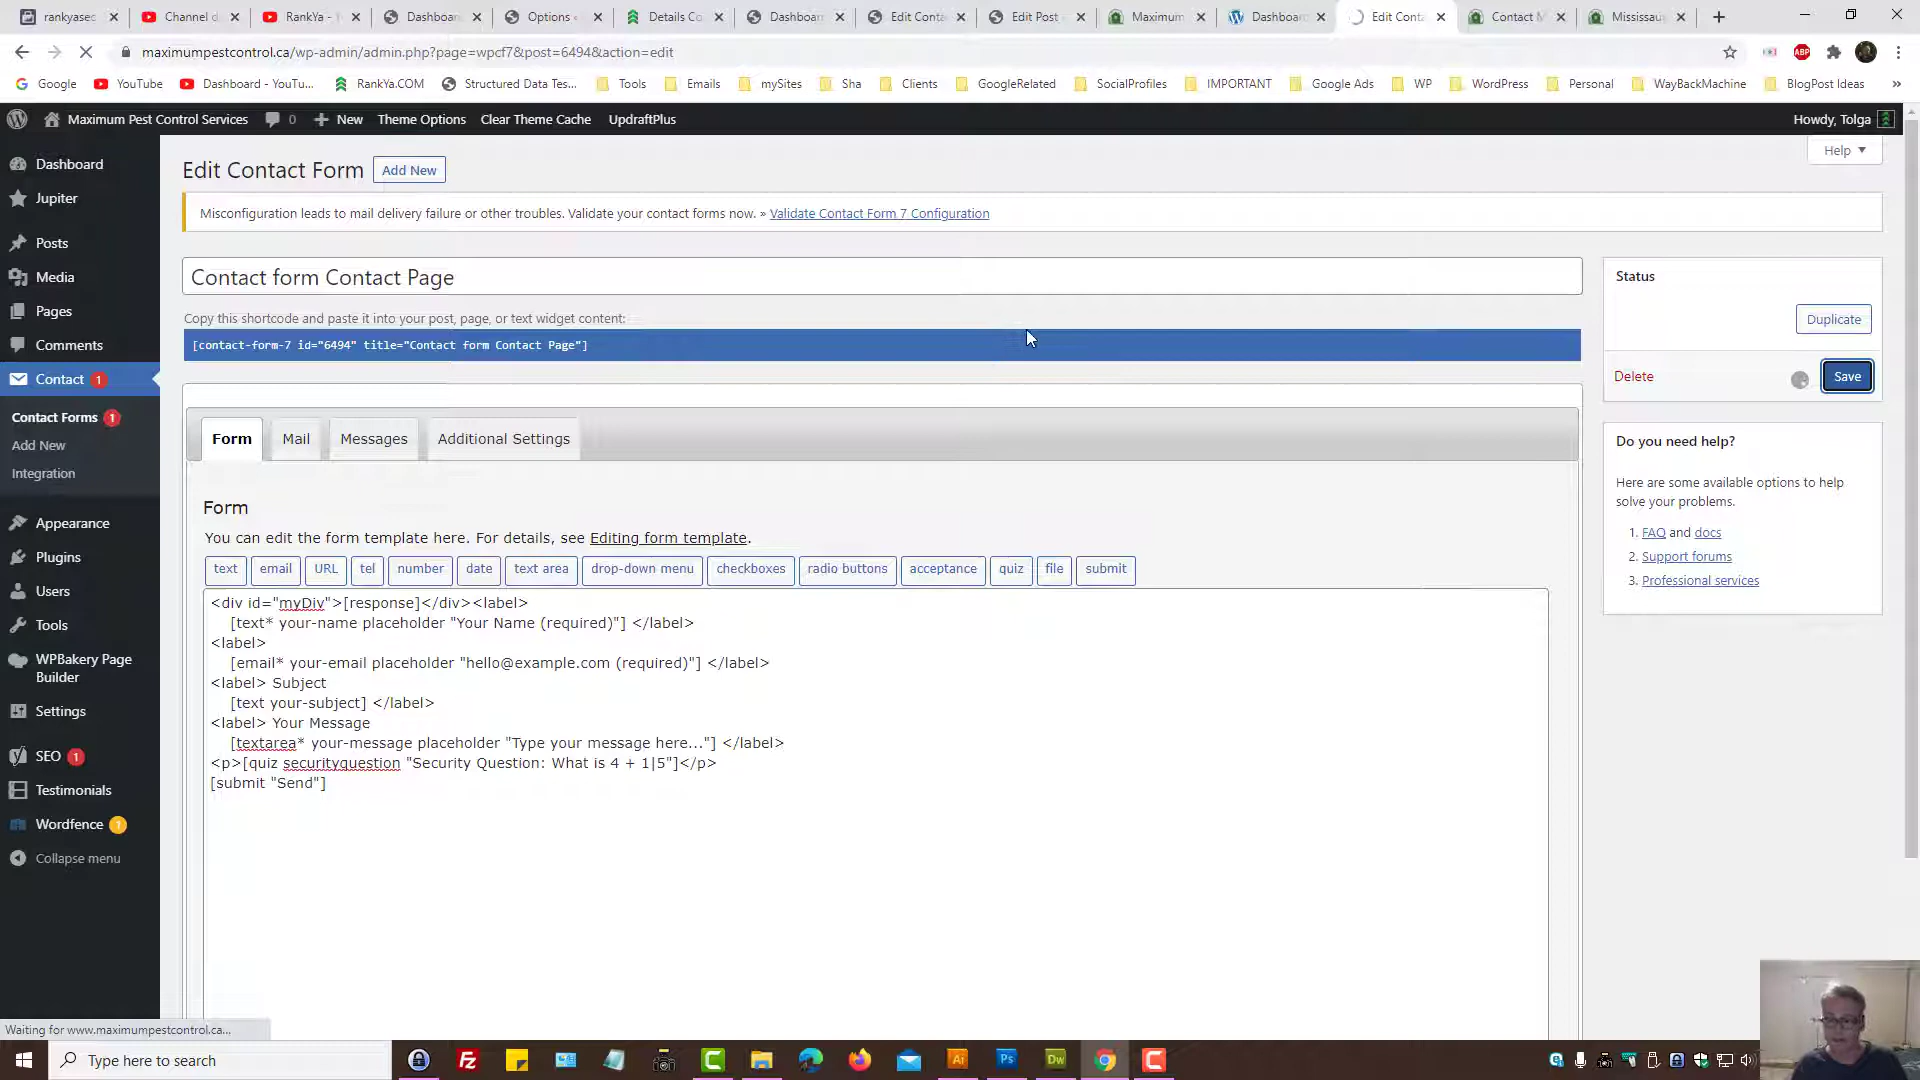 rankyasec
Channel d
RankYa - 
Dashboard
Options
Details Co
Dashboard
Edit Conta
Edit Post
Maximum
Dashboard
Edit Conta
Contact M
Mississau
maximumpestcontrol.ca/wp-admin/admin.php?page=wpcf7&post=6494&action=edit
ABP
Google YouTube Dashboard - YouTu... RankYa.COM Structured Data Tes... Tools Emails mySites Sha Clients GoogleRelated SocialProfiles IMPORTANT Google Ads WP WordPress Personal WayBackMachine BlogPost Ideas »
Maximum Pest Control Services 0 New Theme Options Clear Theme Cache UpdraftPlus Howdy, Tolga
Help
Dashboard
Jupiter
Posts
Media
Pages
Comments
Contact 1
Contact Forms 1
Add New
Integration
Appearance
Plugins
Users
Tools
WPBakery Page
Builder
Settings
SEO 1
Testimonials
Wordfence 1
Collapse menu
Edit Contact Form Add New
Misconfiguration leads to mail delivery failure or other troubles. Validate your contact forms now. » Validate Contact Form 7 Configuration
Contact form Contact Page
Copy this shortcode and paste it into your post, page, or text widget content:
[contact-form-7 id="6494" title="Contact form Contact Page"]
Form Mail Messages Additional Settings
Form
You can edit the form template here. For details, see Editing form template.
text email URL tel number date text area drop-down menu checkboxes radio buttons acceptance quiz file submit
<div id="myDiv">[response]</div><label>
[text* your-name placeholder "Your Name (required)"] </label>
<label>
[email* your-email placeholder "hello@example.com (required)"] </label>
<label> Subject
[text your-subject] </label>
<label> Your Message
[textarea* your-message placeholder "Type your message here..."] </label>
<p>[quiz securityquestion "Security Question: What is 4 + 1|5"]</p>
[submit "Send"]
Status
Duplicate
Delete Save
Do you need help?
Here are some available options to help
solve your problems.
1. FAQ and docs
2. Support forums
3. Professional services
Waiting for www.maximumpestcontrol.ca...
Type here to search
Fz
Ai
Ps
Dw